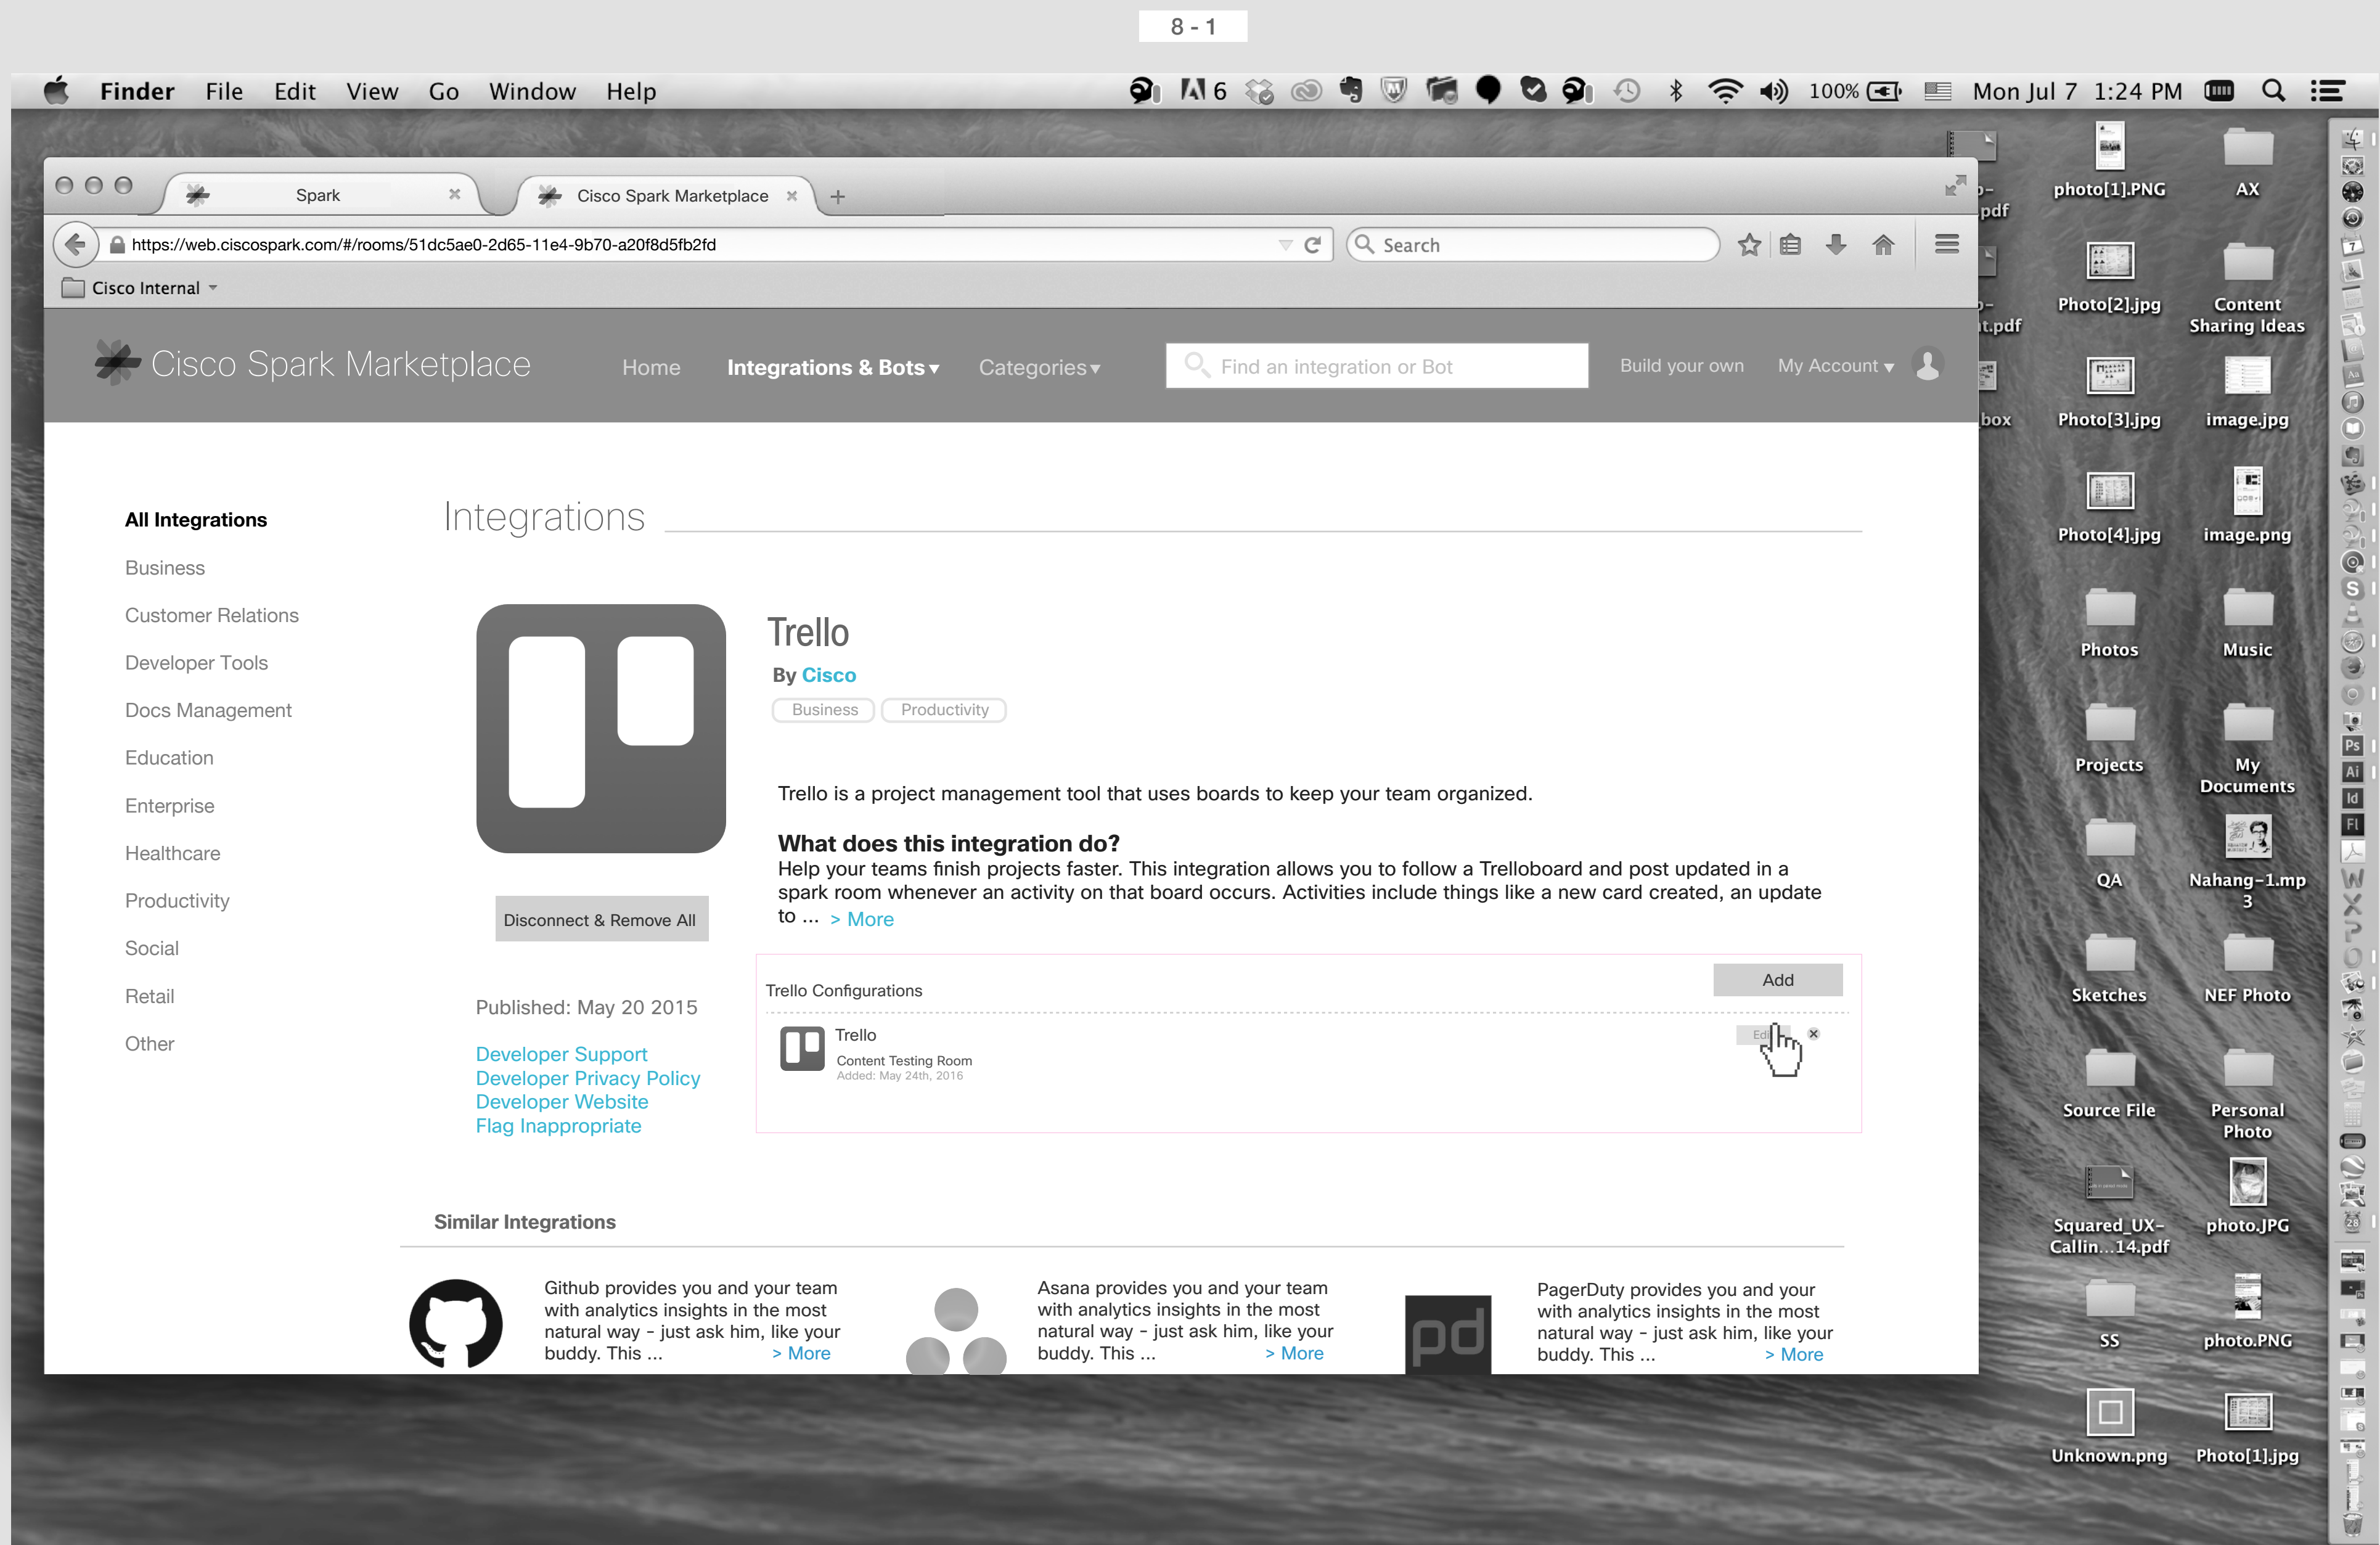 8 - 1
Finder File Edit View Go Window Help
6 100% Mon Jul 7 1:24 PM
Spark
Cisco Spark Marketplace
https://web.ciscospark.com/#/rooms/51dc5ae0-2d65-11e4-9b70-a20f8d5fb2fd
Search
Cisco Internal
Cisco Spark Marketplace
Home
Integrations & Bots
Categories
Find an integration or Bot
Build your own
My Account
All Integrations
Business
Customer Relations
Developer Tools
Docs Management
Education
Enterprise
Healthcare
Productivity
Social
Retail
Other
Integrations
Trello
By Cisco
Business Productivity
Trello is a project management tool that uses boards to keep your team organized.
What does this integration do?
Help your teams finish projects faster. This integration allows you to follow a Trelloboard and post updated in a
spark room whenever an activity on that board occurs. Activities include things like a new card created, an update
to ... > More
Disconnect & Remove All
Published: May 20 2015
Developer Support
Developer Privacy Policy
Developer Website
Flag Inappropriate
Trello Configurations
Add
Trello
Content Testing Room
Added: May 24th, 2016
Similar Integrations
Github provides you and your team
with analytics insights in the most
natural way - just ask him, like your
buddy. This ... > More
Asana provides you and your team
with analytics insights in the most
natural way - just ask him, like your
buddy. This ... > More
pd
PagerDuty provides you and your
with analytics insights in the most
natural way - just ask him, like your
buddy. This ... > More
pdf
t.pdf
box
photo[1].PNG
AX
Photo[2].jpg
Content
Sharing Ideas
Photo[3].jpg
image.jpg
Photo[4].jpg
image.png
Photos
Music
Projects
My
Documents
QA
Nahang-1.mp
3
Sketches
NEF Photo
Source File
Personal
Photo
Squared_UX-
Callin...14.pdf
photo.JPG
SS
photo.PNG
Unknown.png
Photo[1].jpg
7
Aa
S
Ps
Ai
Id
Fl
W
X
P
O
28